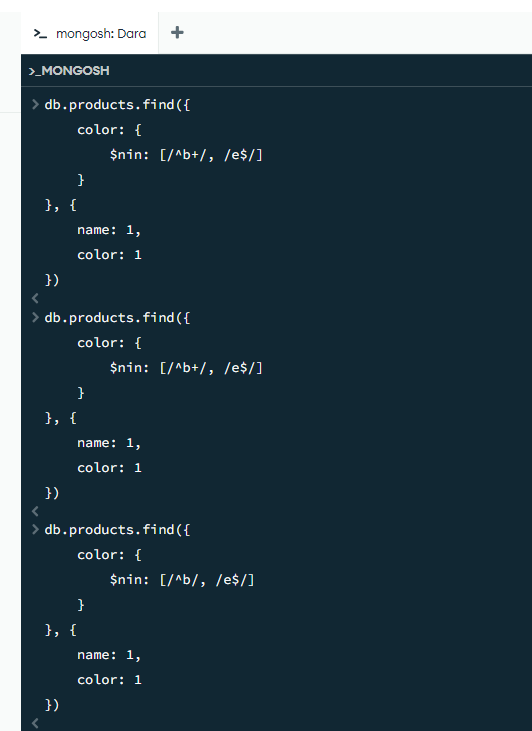 >_ mongosh: Dara +
>_MONGOSH
> db.products.find({
color: {
$nin: [/^b+/, /e$/]
}
}, {
name: 1,
color: 1
})
<
> db.products.find({
color: {
$nin: [/^b+/, /e$/]
}
}, {
name: 1,
color: 1
})
<
> db.products.find({
color: {
$nin: [/^b/, /e$/]
}
}, {
name: 1,
color: 1
})
<